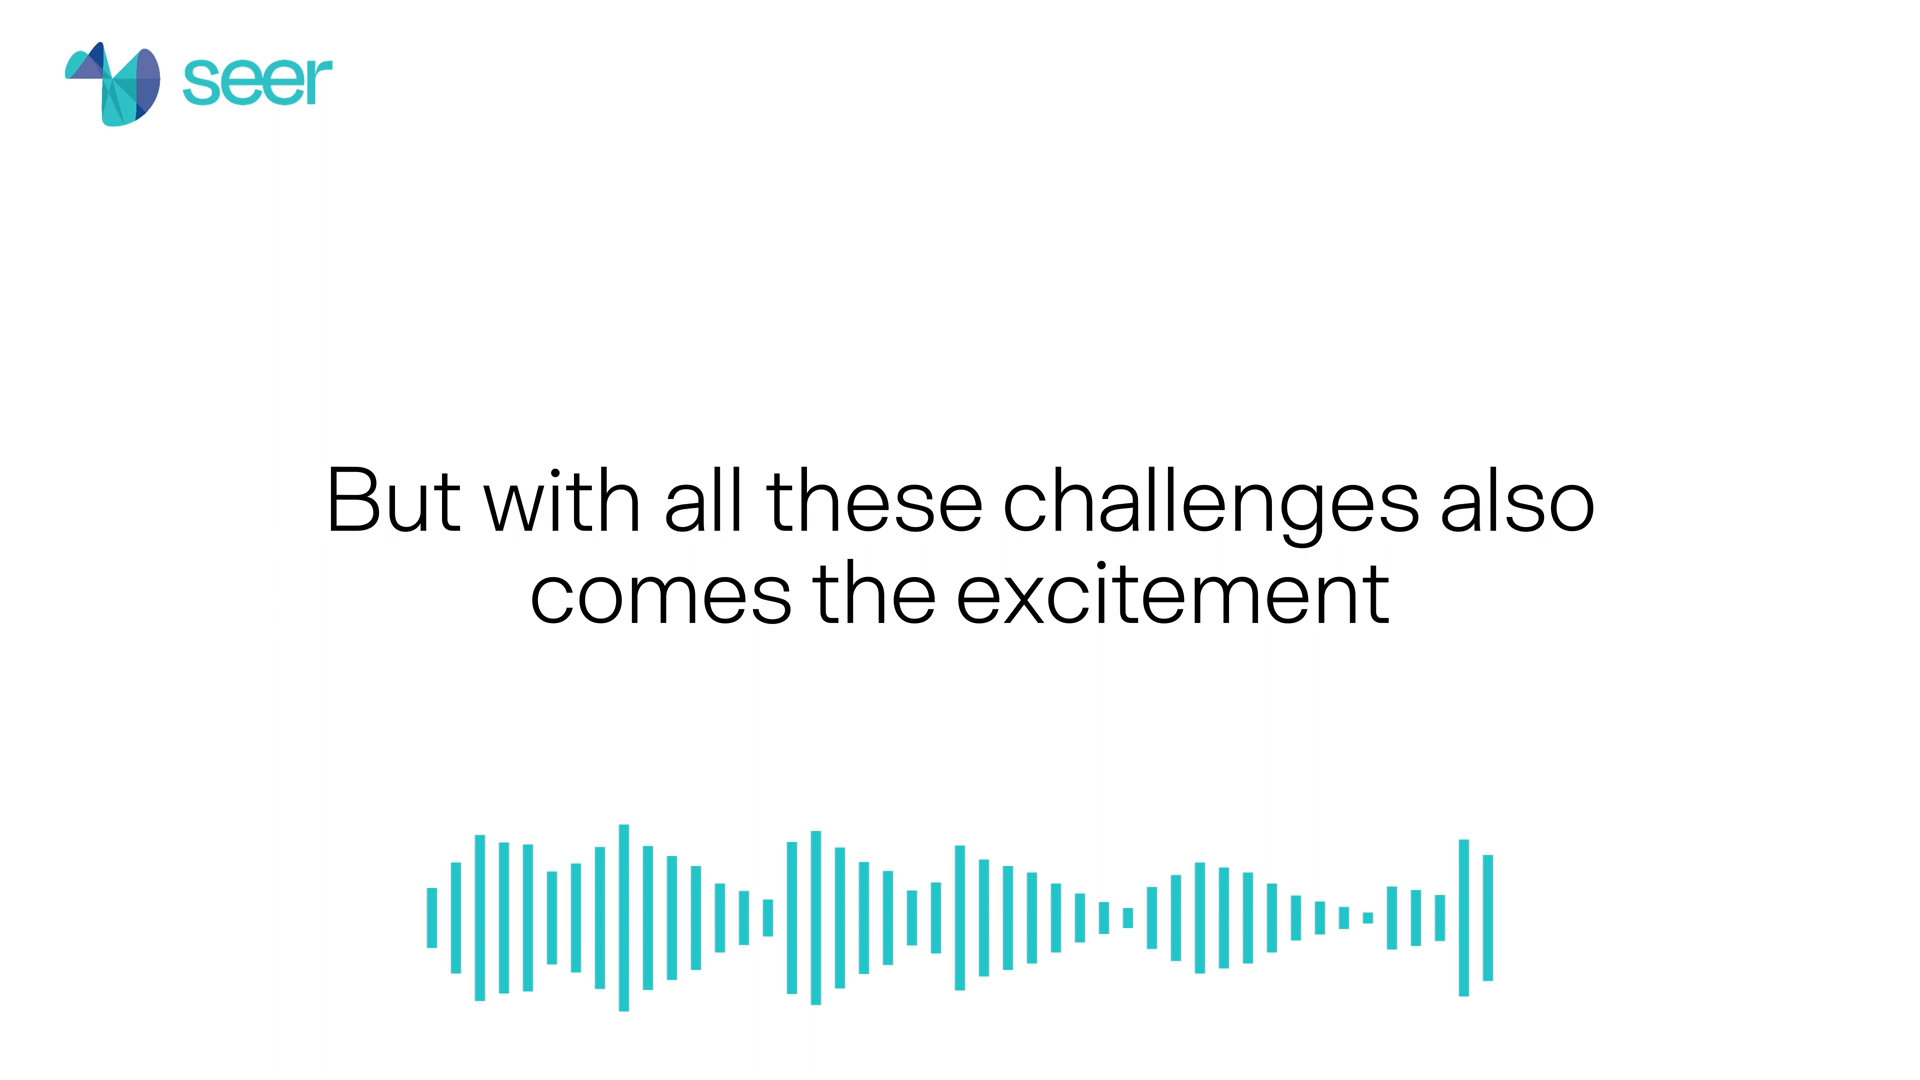 seer
But with all these challenges also
comes the excitement